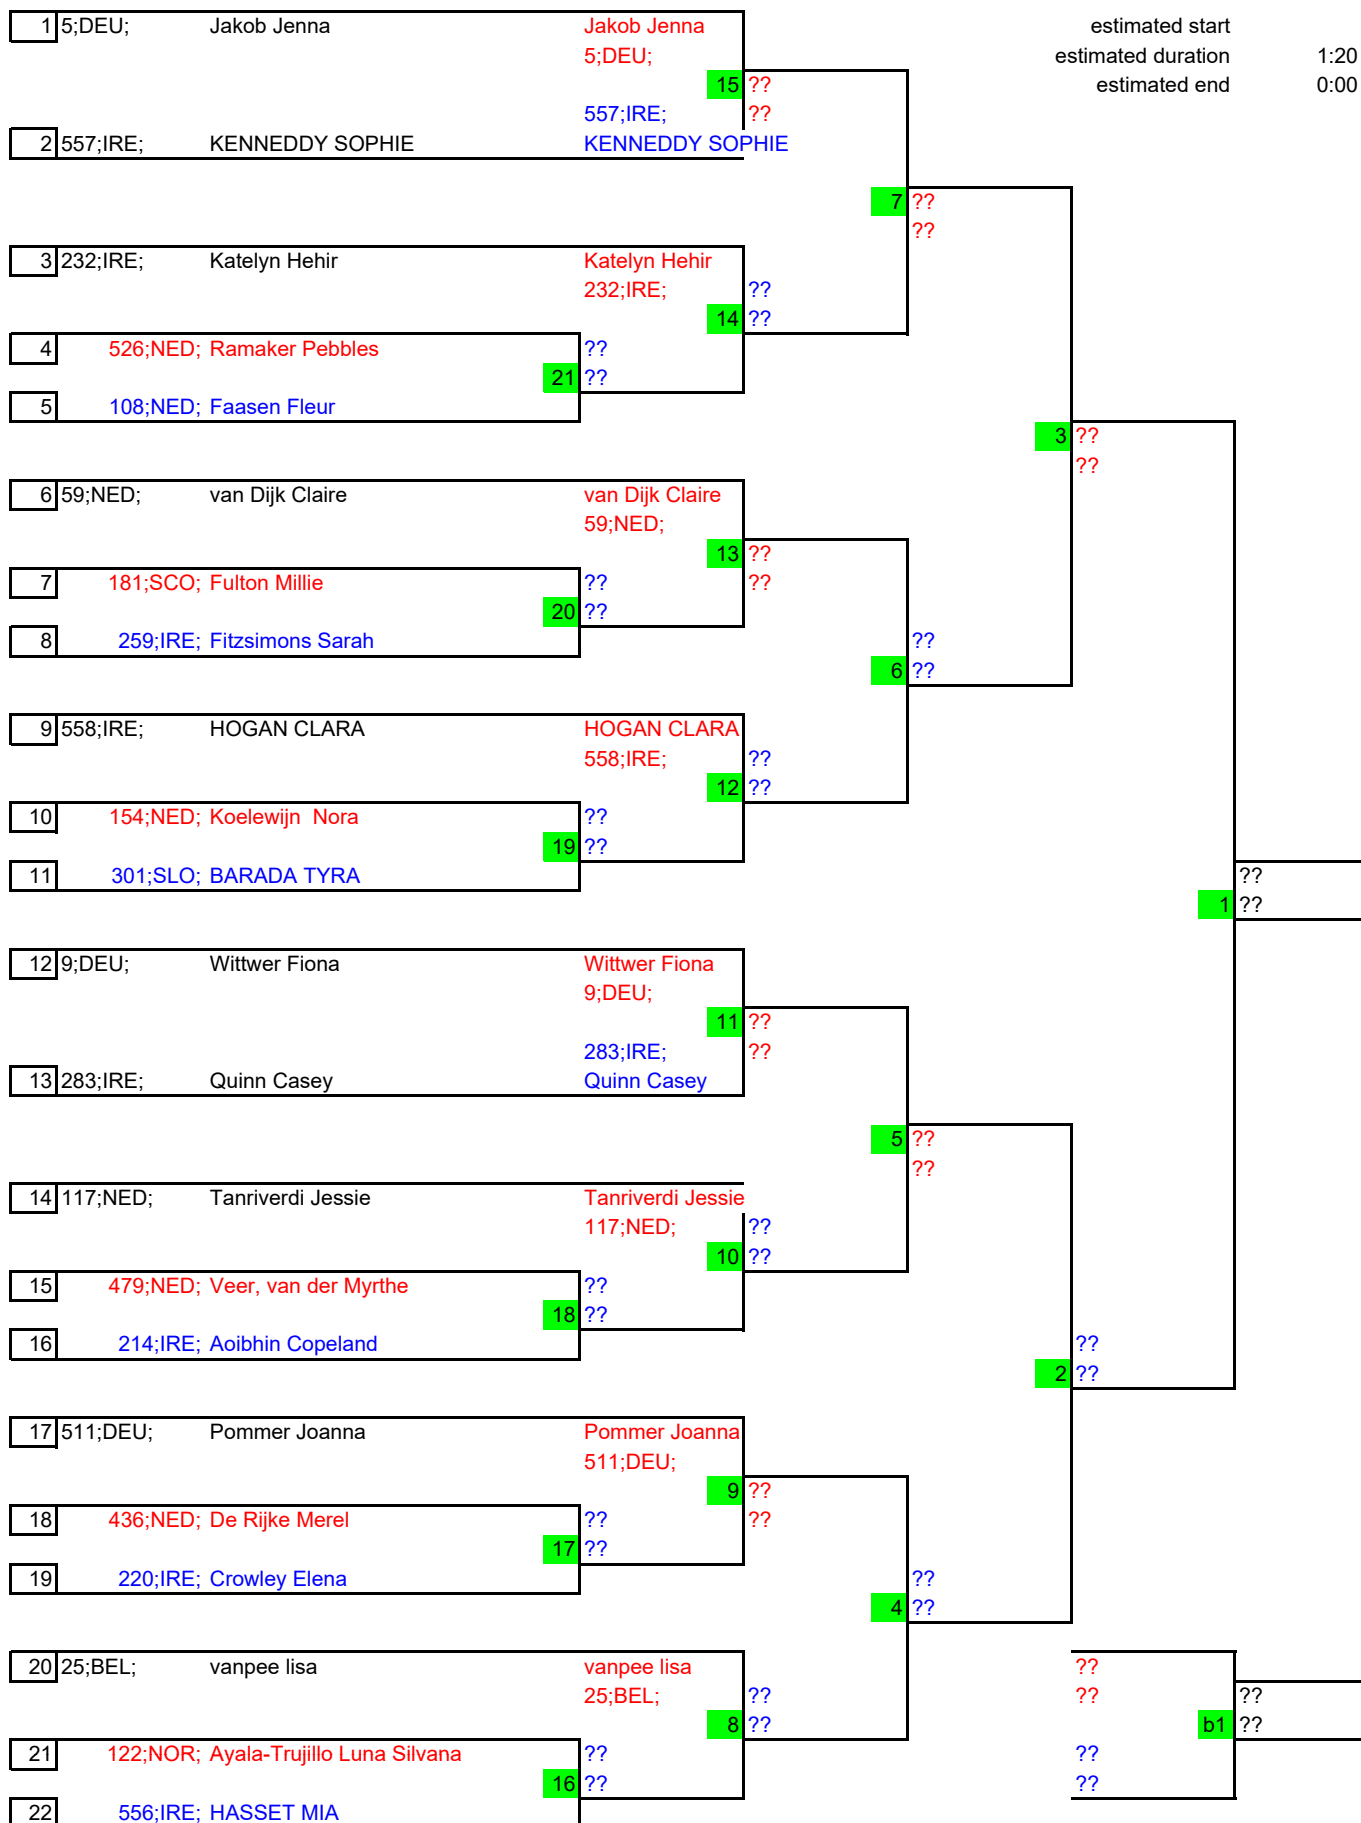 1 5;DEU; Jakob Jenna Jakob Jenna estimated start
5;DEU; estimated duration 1:20
15 ?? estimated end 0:00
557;IRE; ??
2 557;IRE; KENNEDDY SOPHIE KENNEDDY SOPHIE
7 ??
??
3 232;IRE; Katelyn Hehir Katelyn Hehir
232;IRE; ??
14 ??
4 526;NED; Ramaker Pebbles ??
21 ??
5 108;NED; Faasen Fleur
3 ??
??
6 59;NED; van Dijk Claire van Dijk Claire
59;NED;
13 ??
7 181;SCO; Fulton Millie ?? ??
20 ??
8 259;IRE; Fitzsimons Sarah ??
6 ??
9 558;IRE; HOGAN CLARA HOGAN CLARA
558;IRE; ??
12 ??
10 154;NED; Koelewijn  Nora ??
19 ??
11 301;SLO; BARADA TYRA ??
1 ??
12 9;DEU; Wittwer Fiona Wittwer Fiona
9;DEU;
11 ??
283;IRE; ??
13 283;IRE; Quinn Casey Quinn Casey
5 ??
??
14 117;NED; Tanriverdi Jessie Tanriverdi Jessie
117;NED; ??
10 ??
15 479;NED; Veer, van der Myrthe ??
18 ??
16 214;IRE; Aoibhin Copeland ??
2 ??
17 511;DEU; Pommer Joanna Pommer Joanna
511;DEU;
9 ??
18 436;NED; De Rijke Merel ?? ??
17 ??
19 220;IRE; Crowley Elena ??
4 ??
20 25;BEL; vanpee lisa vanpee lisa ??
25;BEL; ?? ?? ??
8 ?? b1 ??
21 122;NOR; Ayala-Trujillo Luna Silvana ?? ??
16 ?? ??
22 556;IRE; HASSET MIA